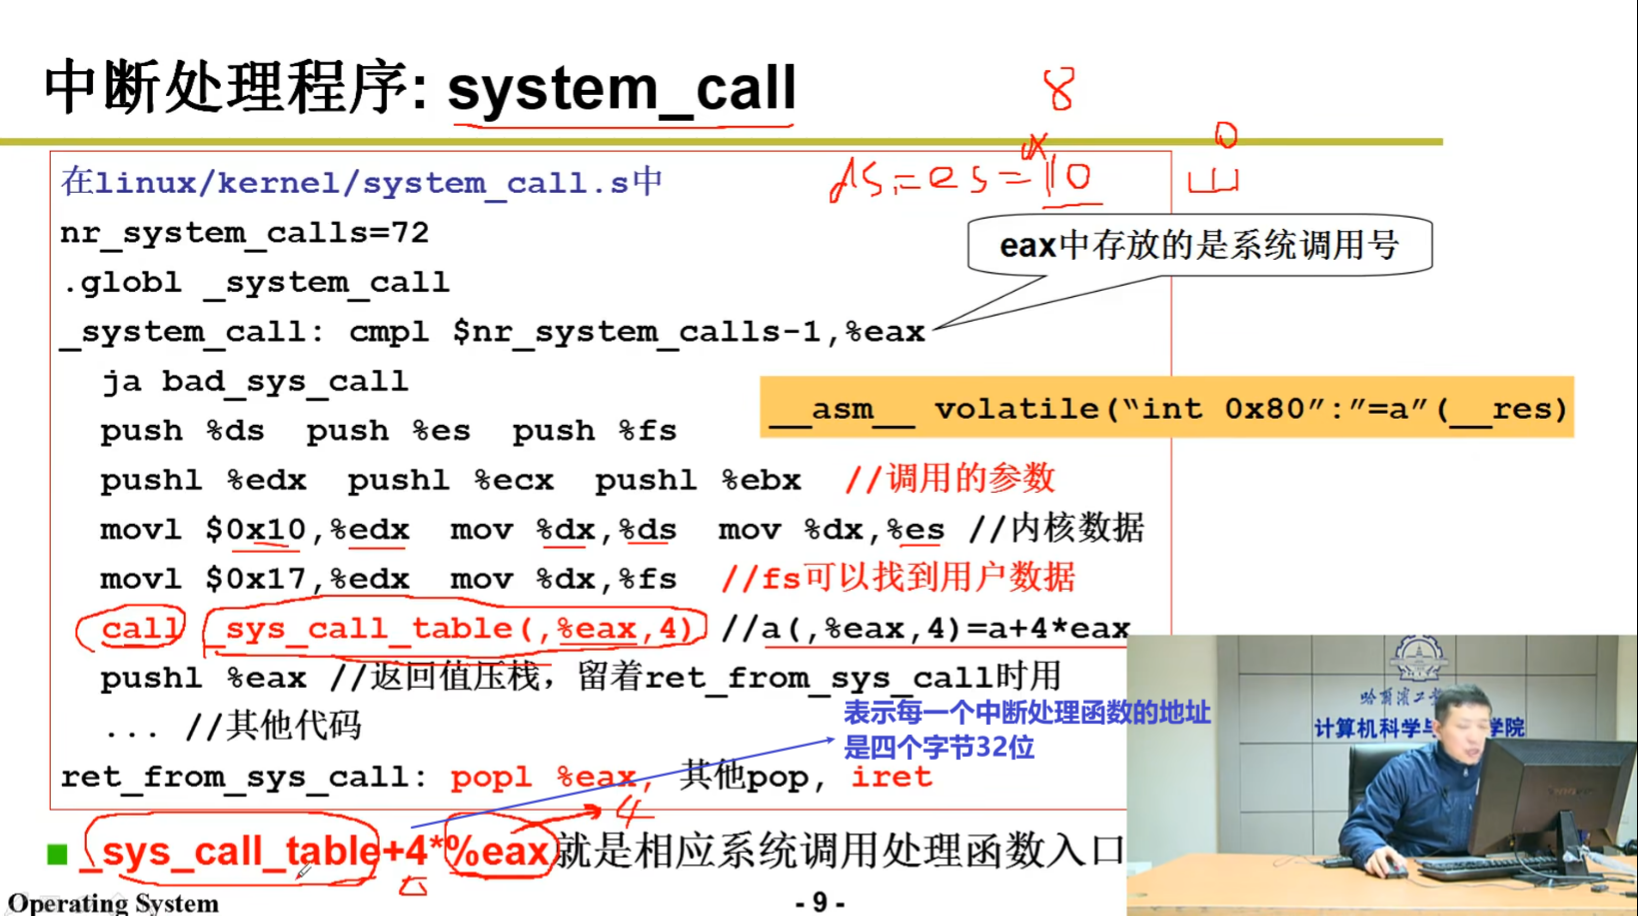 中断处理程序: system_call
8
ds=es=0x10
0
在linux/kernel/system_call.s中
nr_system_calls=72
eax中存放的是系统调用号
.globl _system_call
_system_call: cmpl $nr_system_calls-1,%eax
ja bad_sys_call
__asm__ volatile(“int 0x80”:”=a”(__res)
push %ds push %es push %fs
pushl %edx pushl %ecx pushl %ebx //调用的参数
movl $0x10,%edx mov %dx,%ds mov %dx,%es //内核数据
movl $0x17,%edx mov %dx,%fs //fs可以找到用户数据
call _sys_call_table(,%eax,4) //a(,%eax,4)=a+4*eax
pushl %eax //返回值压栈，留着ret_from_sys_call时用
表示每一个中断处理函数的地址
是四个字节32位
... //其他代码
ret_from_sys_call: popl %eax, 其他pop, iret
4
_sys_call_table+4*%eax就是相应系统调用处理函数入口
哈尔滨工
计算机科学与 学院
Operating System
- 9 -